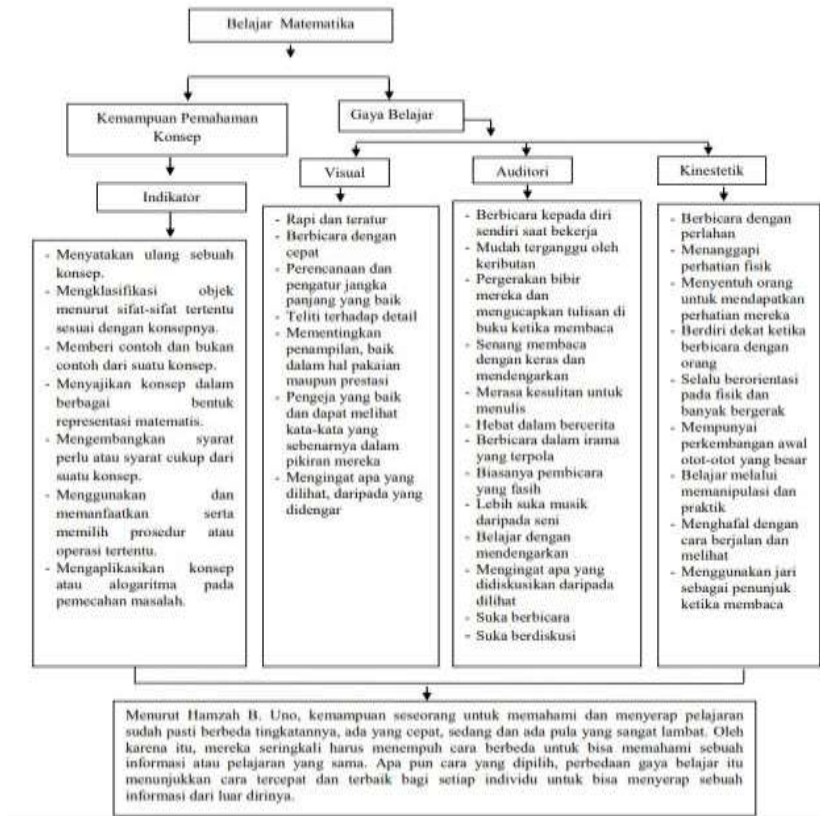 Belajar Matematika
Kemampuan Pemahaman
Konsep
Gaya Belajar
Indikator
Visual
Auditori
Kinestetik
- Menyatakan ulang sebuah
konsep.
- Mengklasifikasi objek
menurut sifat-sifat tertentu
sesuai dengan konsepnya.
- Memberi contoh dan bukan
contoh dari suatu konsep.
- Menyajikan konsep dalam
berbagai bentuk
representasi matematis.
- Mengembangkan syarat
perlu atau syarat cukup dari
suatu konsep.
- Menggunakan dan
memanfaatkan serta
memilih prosedur atau
operasi tertentu.
- Mengaplikasikan konsep
atau alogaritma pada
pemecahan masalah.
- Rapi dan teratur
- Berbicara dengan
cepat
- Perencanaan dan
pengatur jangka
panjang yang baik
- Teliti terhadap detail
- Mementingkan
penampilan, baik
dalam hal pakaian
maupun prestasi
- Pengeja yang baik
dan dapat melihat
kata-kata yang
sebenarnya dalam
pikiran mereka
- Mengingat apa yang
dilihat, daripada yang
didengar
- Berbicara kepada diri
sendiri saat bekerja
- Mudah terganggu oleh
keributan
- Pergerakan bibir
mereka dan
mengucapkan tulisan di
buku ketika membaca
- Senang membaca
dengan keras dan
mendengarkan
- Merasa kesulitan untuk
menulis
- Hebat dalam bercerita
- Berbicara dalam irama
yang terpola
- Biasanya pembicara
yang fasih
- Lebih suka musik
daripada seni
- Belajar dengan
mendengarkan
- Mengingat apa yang
didiskusikan daripada
dilihat
- Suka berbicara
- Suka berdiskusi
- Berbicara dengan
perlahan
- Menanggapi
perhatian fisik
- Menyentuh orang
untuk mendapatkan
perhatian mereka
- Berdiri dekat ketika
berbicara dengan
orang
- Selalu berorientasi
pada fisik dan
banyak bergerak
- Mempunyai
perkembangan awal
otot-otot yang besar
- Belajar melalui
memanipulasi dan
praktik
- Menghafal dengan
cara berjalan dan
melihat
- Menggunakan jari
sebagai penunjuk
ketika membaca
Menurut Hamzah B. Uno, kemampuan seseorang untuk memahami dan menyerap pelajaran
sudah pasti berbeda tingkatannya, ada yang cepat, sedang dan ada pula yang sangat lambat. Oleh
karena itu, mereka seringkali harus menempuh cara berbeda untuk bisa memahami sebuah
informasi atau pelajaran yang sama. Apa pun cara yang dipilih, perbedaan gaya belajar itu
menunjukkan cara tercepat dan terbaik bagi setiap individu untuk bisa menyerap sebuah
informasi dari luar dirinya.